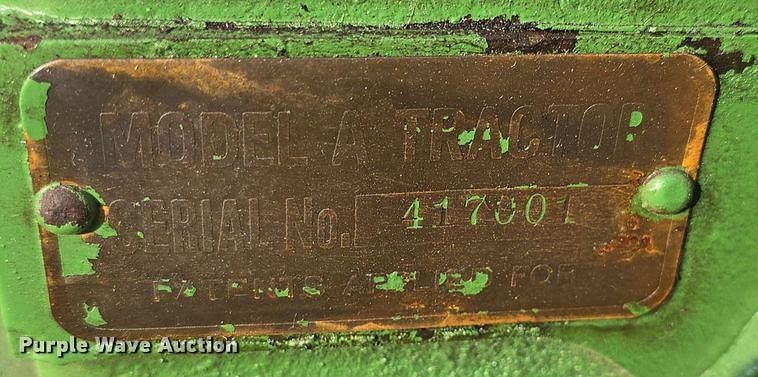 MODEL A TRACTOR
SERIAL No. 417001
PATENTS APPLIED FOR
Purple Wave Auction